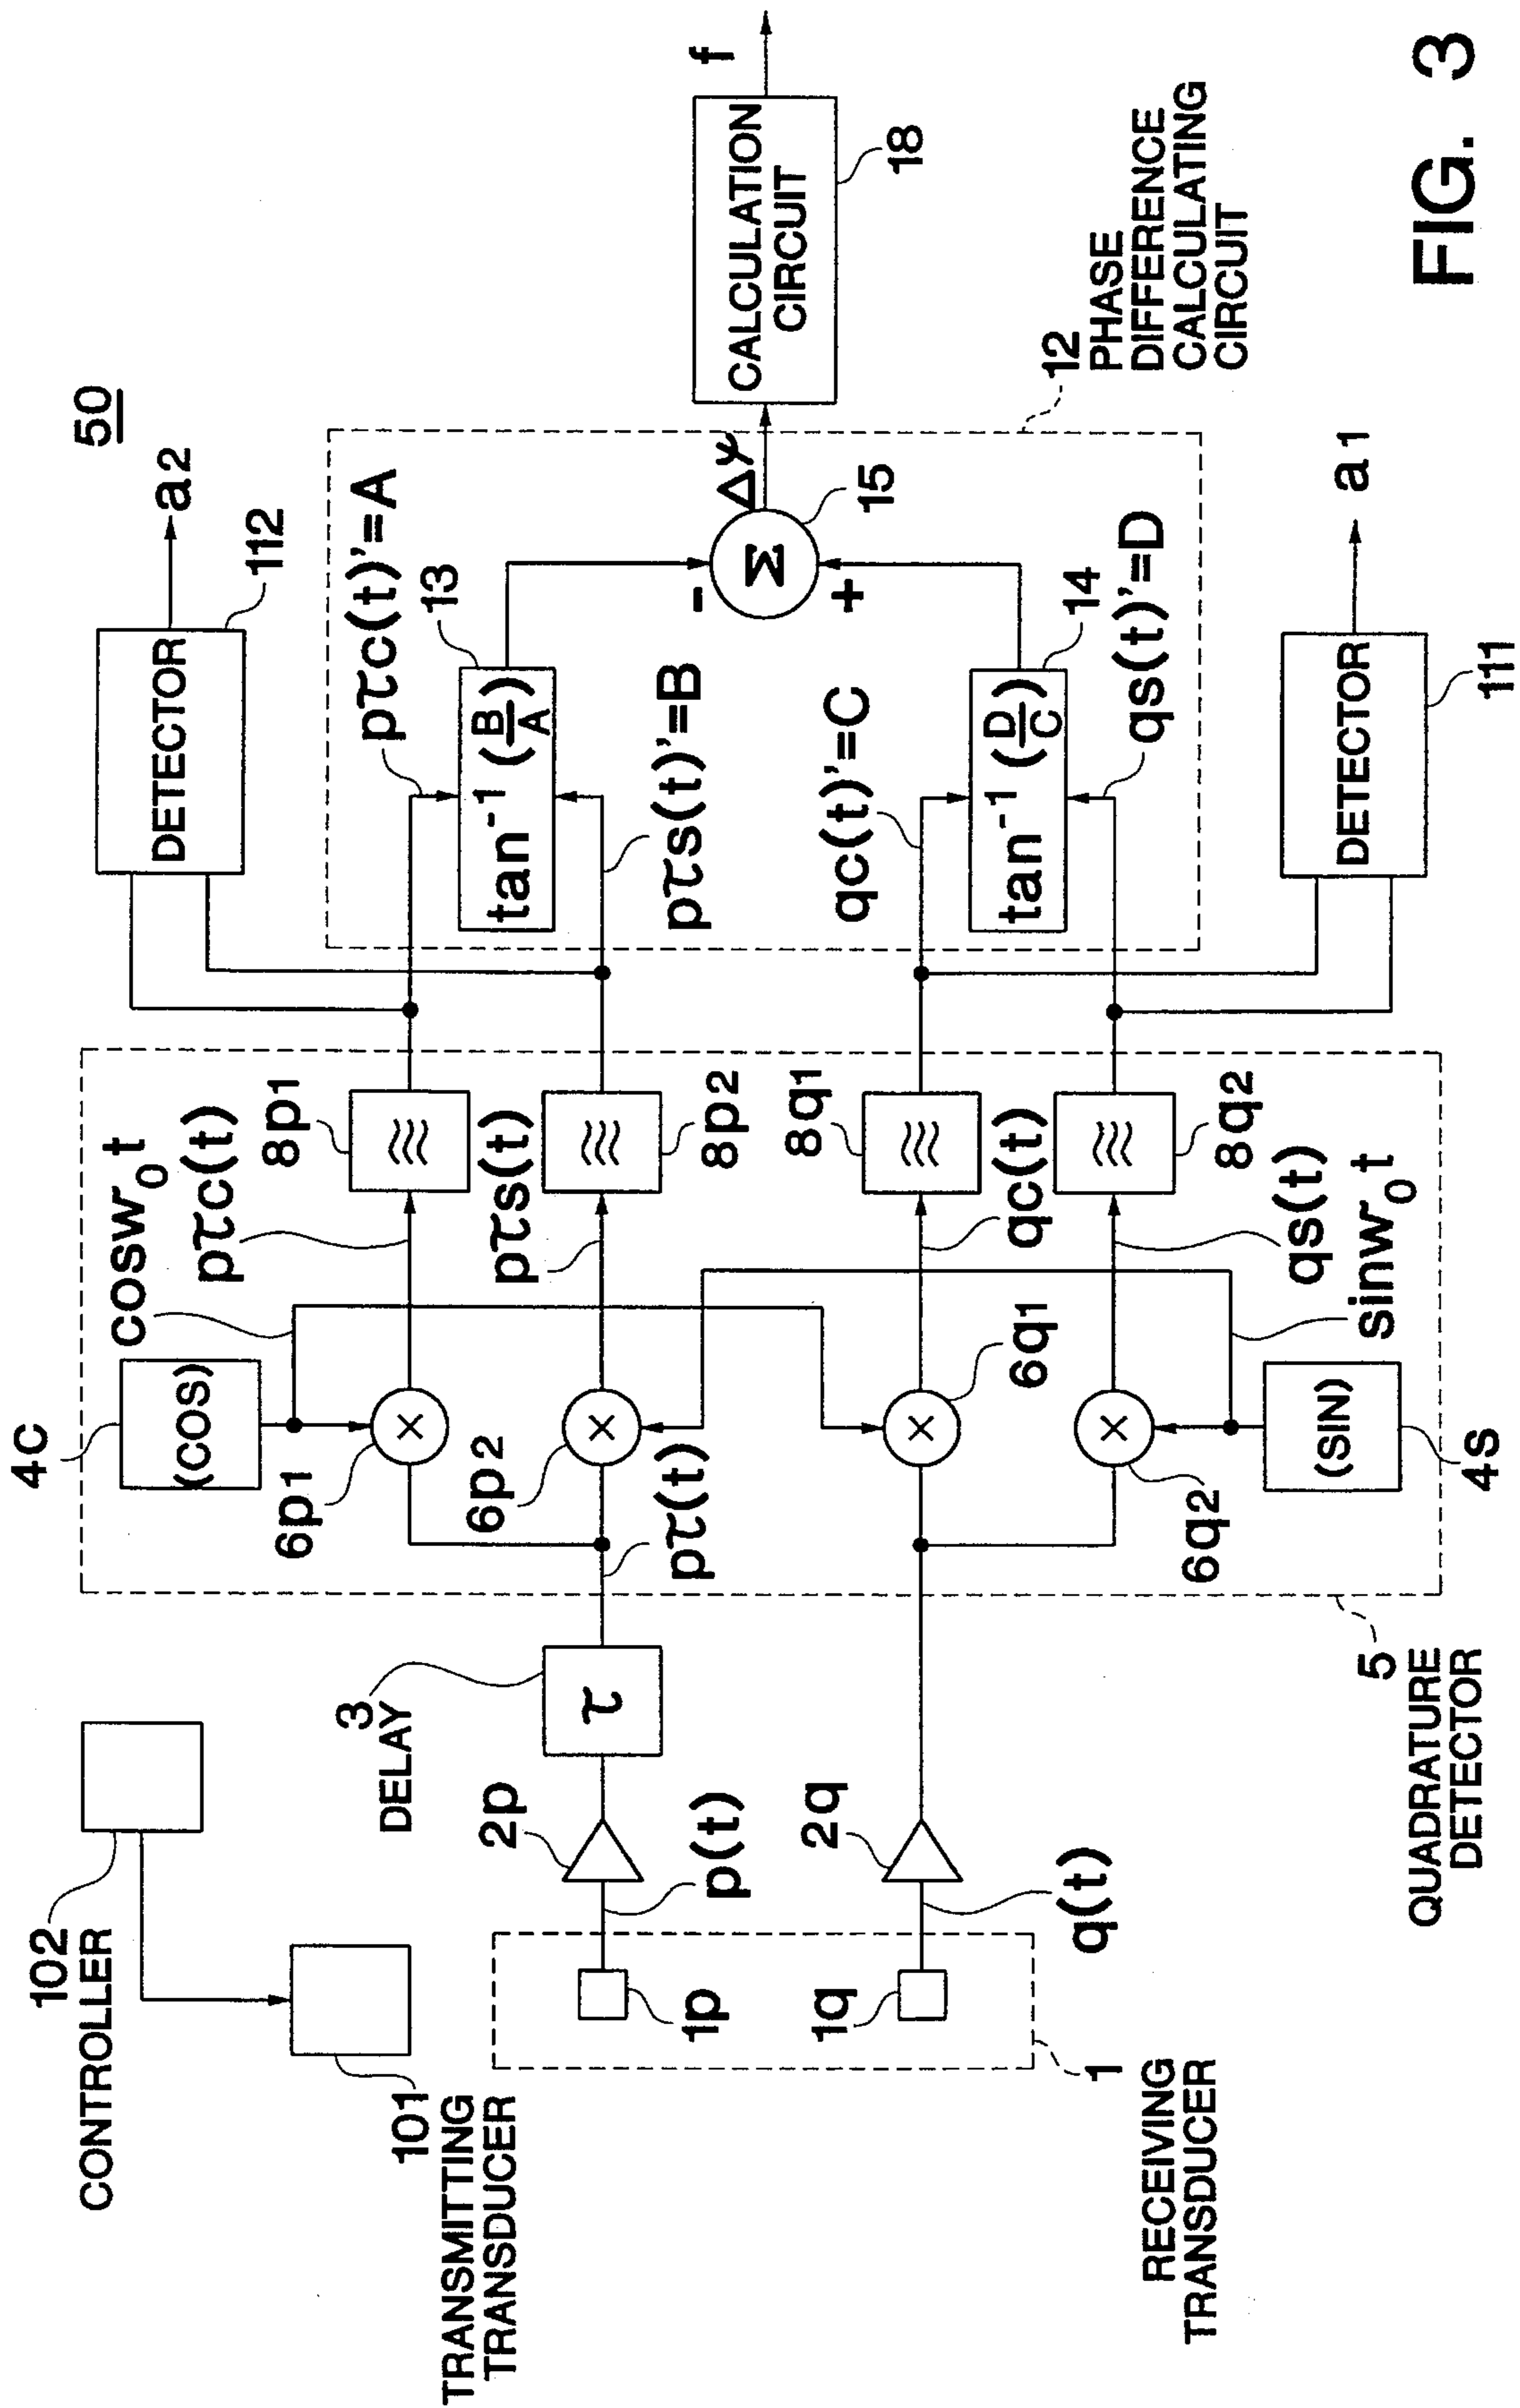 50
102
CONTROLLER
101
TRANSMITTING
TRANSDUCER
1p
1q
1
RECEIVING
TRANSDUCER
2p
p(t)
2q
q(t)
3
DELAY
τ
pτ(t)
5
QUADRATURE
DETECTOR
4C
(COS)
cosw0t
6p1
6p2
6q1
6q2
×
×
×
×
4S
(SIN)
sinw0t
pτc(t)
pτs(t)
qc(t)
qs(t)
8p1
8p2
8q1
8q2
DETECTOR
112
a2
pτc(t)'=A
13
tan-1 (B/A)
pτs(t)'=B
qc(t)'=C
14
tan-1 (D/C)
qs(t)'=D
DETECTOR
111
a1
-
+
Σ
15
Δψ
12
PHASE
DIFFERENCE
CALCULATING
CIRCUIT
CALCULATION
CIRCUIT
18
f
FIG. 3